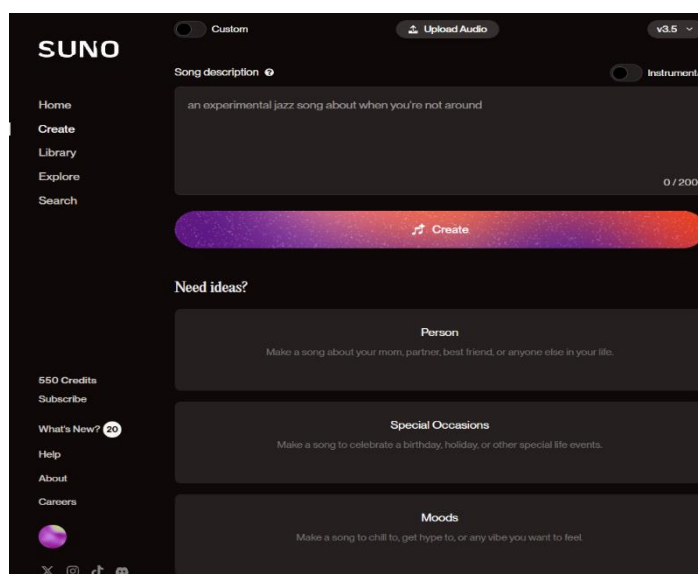 SUNO
Home
Create
Library
Explore
Search
550 Credits
Subscribe
What's New? 20
Help
About
Careers
Custom
Upload Audio
v3.5
Song description
Instrumenta
an experimental jazz song about when you're not around
0 / 200
Create
Need ideas?
Person
Make a song about your mom, partner, best friend, or anyone else in your life.
Special Occasions
Make a song to celebrate a birthday, holiday, or other special life events.
Moods
Make a song to chill to, get hype to, or any vibe you want to feel.